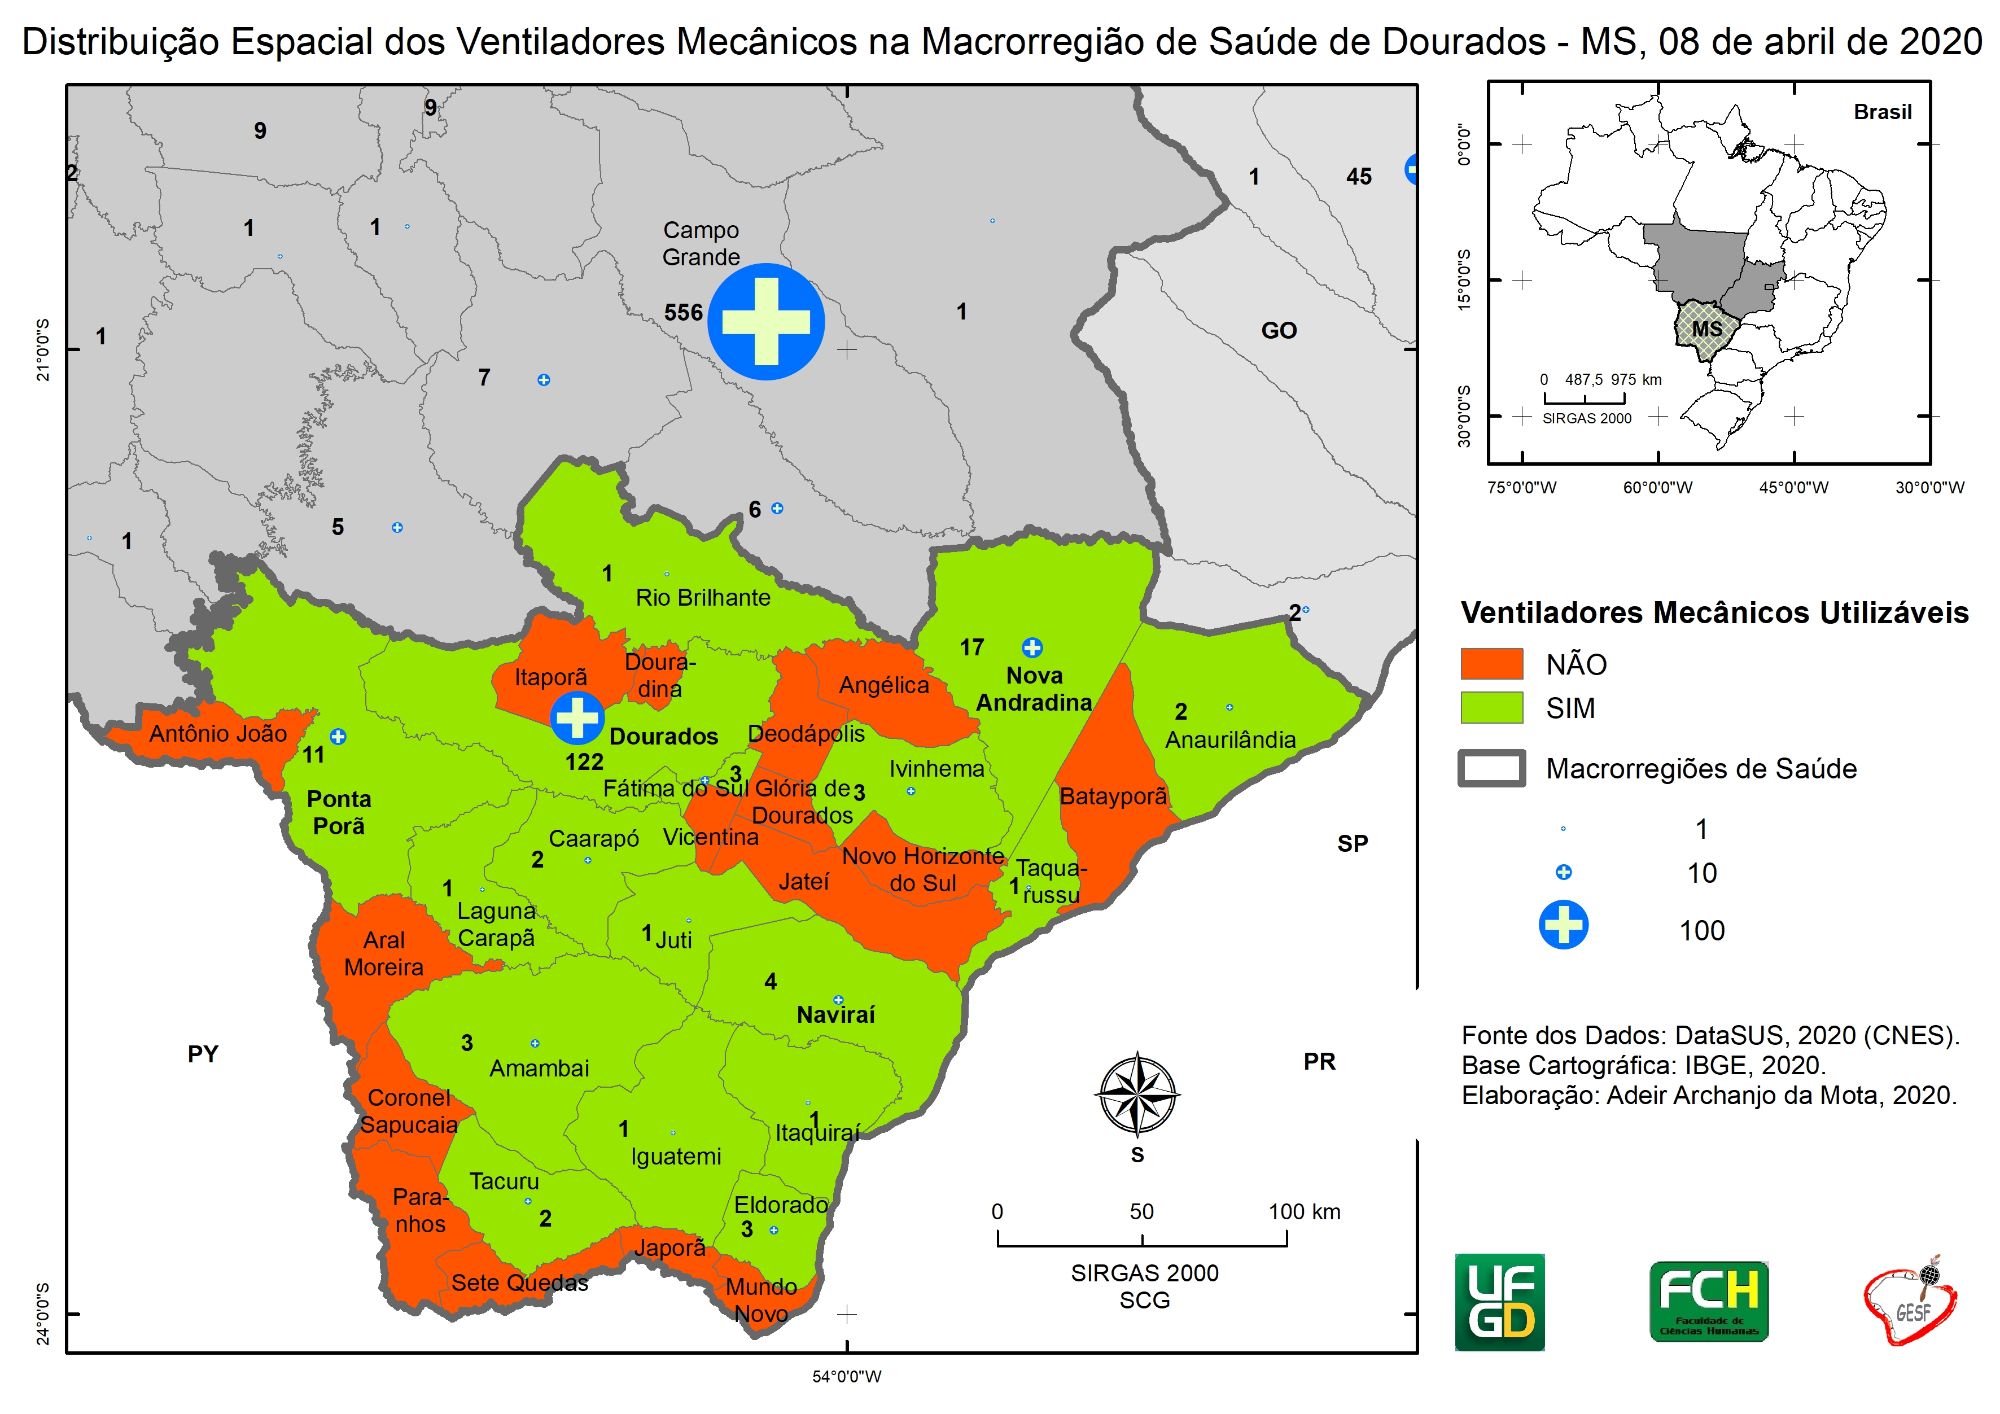 Distribuição Espacial dos Ventiladores Mecânicos na Macrorregião de Saúde de Dourados - MS, 08 de abril de 2020
9
9
2
1
1
1
Campo
Grande
556
1
1
45
GO
7
5
6
1
2
21°0'0"S
24°0'0"S
54°0'0"W
1
Rio Brilhante
Itaporã
Doura-
dina
Angélica
17
Nova
Andradina
2
Anaurilândia
Antônio João
11
Ponta
Porã
Dourados
122
Deodápolis
3
Fátima do Sul
Glória de
Dourados
Ivinhema
3
Batayporã
Vicentina
Caarapó
2
Novo Horizonte
do Sul
Jateí
Taqua-
russu
1
1
Laguna
Carapã
1
Juti
Aral
Moreira
4
Naviraí
3
Amambai
Coronel
Sapucaia
1
Iguatemi
1
Itaquiraí
Tacuru
2
Para-
nhos
Eldorado
3
Japorã
Sete Quedas
Mundo
Novo
PY
SP
PR
S
0 50 100 km
SIRGAS 2000
SCG
Brasil
MS
0 487,5 975 km
SIRGAS 2000
0°0'0"
15°0'0"S
30°0'0"S
75°0'0"W 60°0'0"W 45°0'0"W 30°0'0"W
Ventiladores Mecânicos Utilizáveis
NÃO
SIM
Macrorregiões de Saúde
1
10
100
Fonte dos Dados: DataSUS, 2020 (CNES).
Base Cartográfica: IBGE, 2020.
Elaboração: Adeir Archanjo da Mota, 2020.
UF
GD
FCH
Faculdade de
Ciências Humanas
GESF